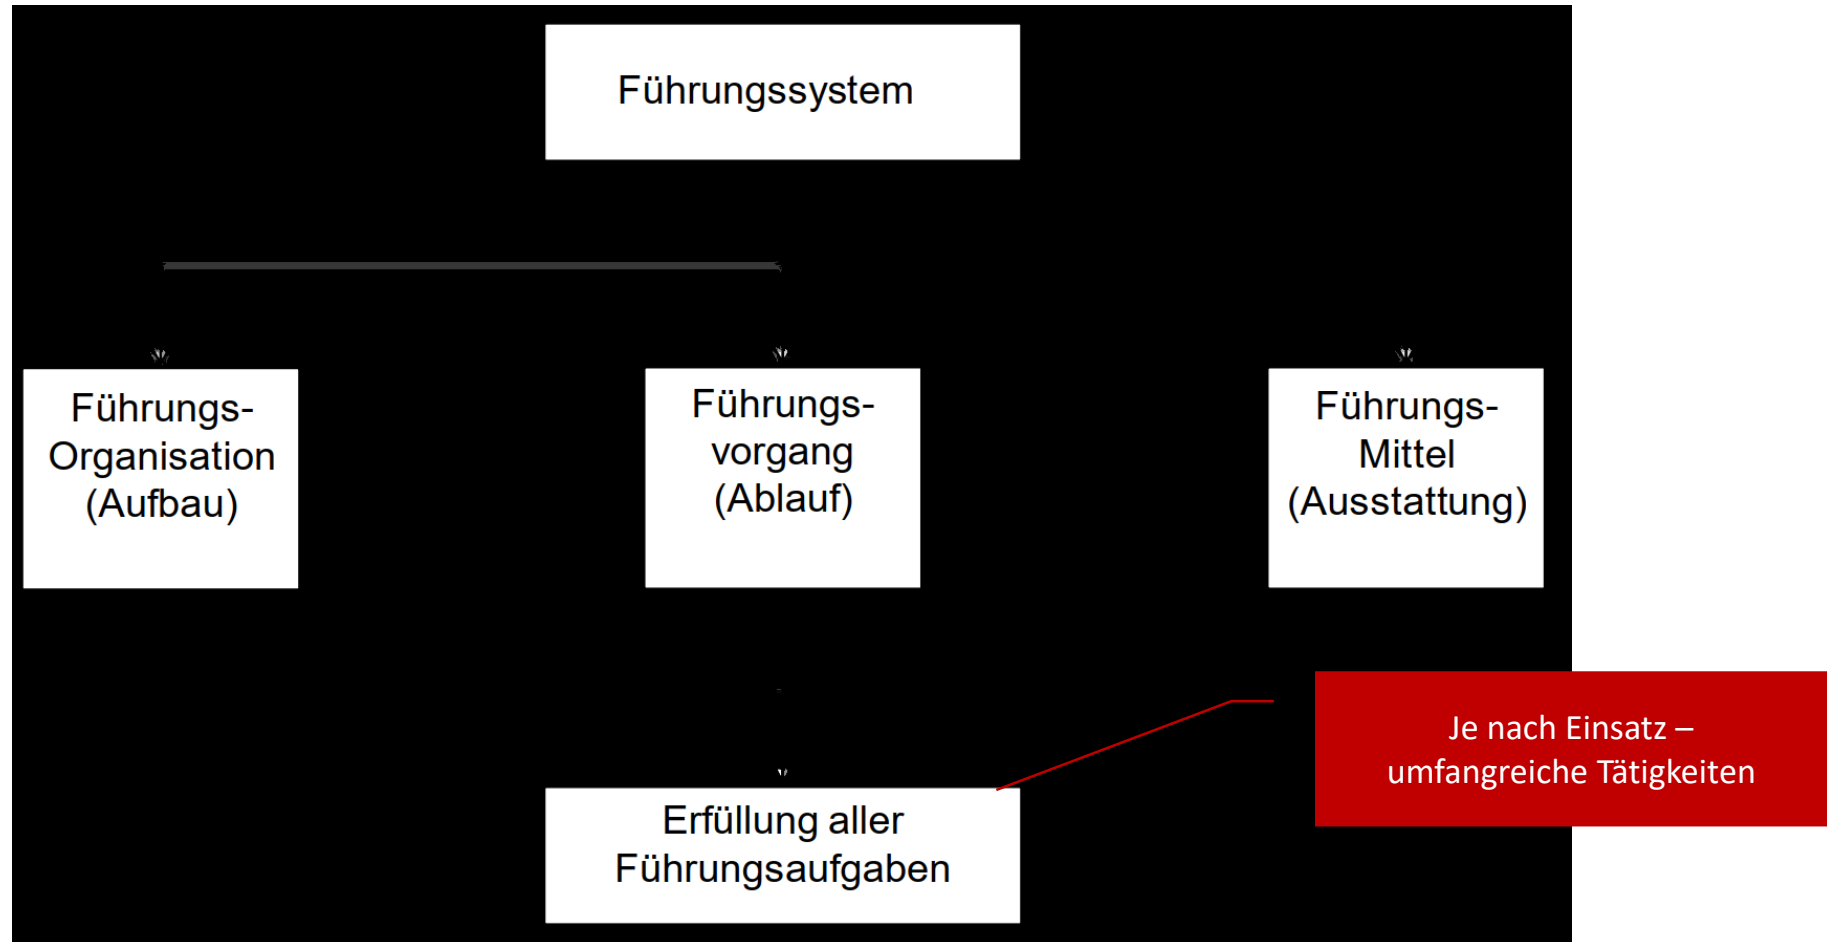 Führungssystem
Führungs-
Organisation
(Aufbau)
Führungs-
vorgang
(Ablauf)
Führungs-
Mittel
(Ausstattung)
Je nach Einsatz –
umfangreiche Tätigkeiten
Erfüllung aller
Führungsaufgaben